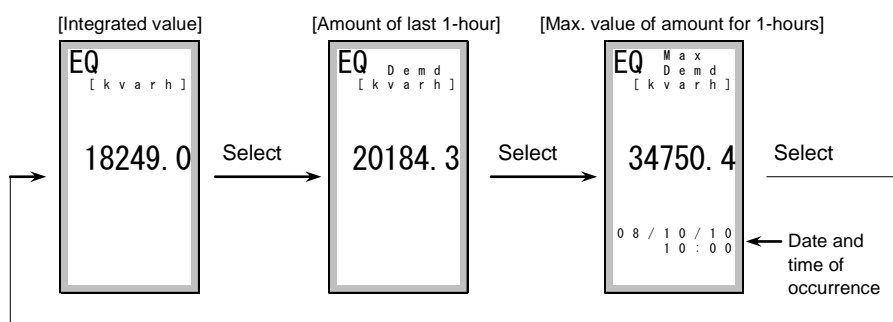 [Integrated value]
[Amount of last 1-hour]
[Max. value of amount for 1-hours]
EQ
[kvarh]
18249.0
Select
EQ Demd
[kvarh]
20184.3
Select
Max
EQ Demd
[kvarh]
34750.4
08/10/10
10:00
Select
Date and
time of
occurrence